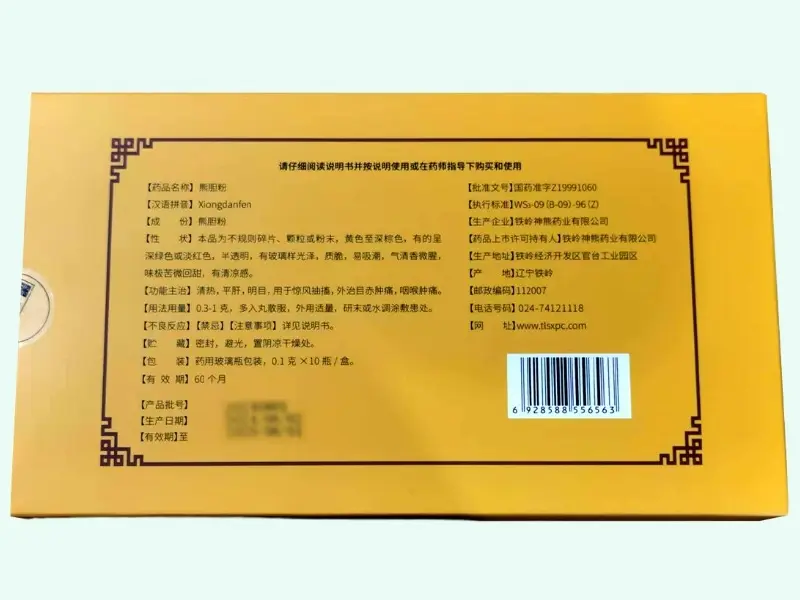 请仔细阅读说明书并按说明使用或在药师指导下购买和使用
【药品名称】熊胆粉
【汉语拼音】Xiongdanfen
【成 份】熊胆粉
【性 状】本品为不规则碎片、颗粒或粉末，黄色至深棕色，有的呈
深绿色或淡红色，半透明，有玻璃样光泽，质脆，易吸潮，气清香微腥，
味极苦微回甜，有清凉感。
【功能主治】清热，平肝，明目。用于惊风抽搐，外治目赤肿痛，咽喉肿痛。
【用法用量】0.3-1 克，多入丸散服，外用适量，研末或水调涂敷患处。
【不良反应】【禁忌】【注意事项】详见说明书。
【贮 藏】密封，避光，置阴凉干燥处。
【包 装】药用玻璃瓶包装，0.1 克 ×10 瓶 / 盒。
【有 效 期】60 个月
【产品批号】
【生产日期】
【有效期】至
【批准文号】国药准字Z19991060
【执行标准】WS₃-09（B-09）-96（Z）
【生产企业】铁岭神熊药业有限公司
【药品上市许可持有人】铁岭神熊药业有限公司
【生产地址】铁岭经济开发区官台工业园区
【产 地】辽宁铁岭
【邮政编码】112007
【电话号码】024-74121118
【网 址】www.tlsxpc.com
6 928588 556563